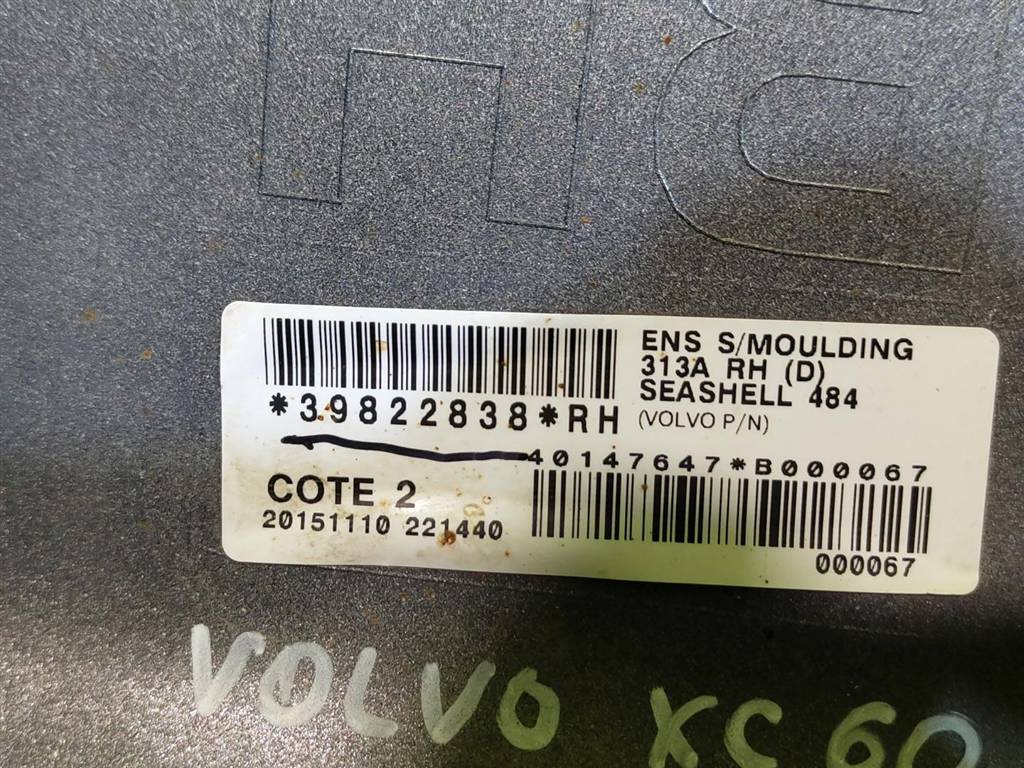 *39822838*RH
ENS S/MOULDING
313A RH (D)
SEASHELL 484
(VOLVO P/N)
40147647*B000067
COTE 2
20151110 221440
000067
VOLVO XC60